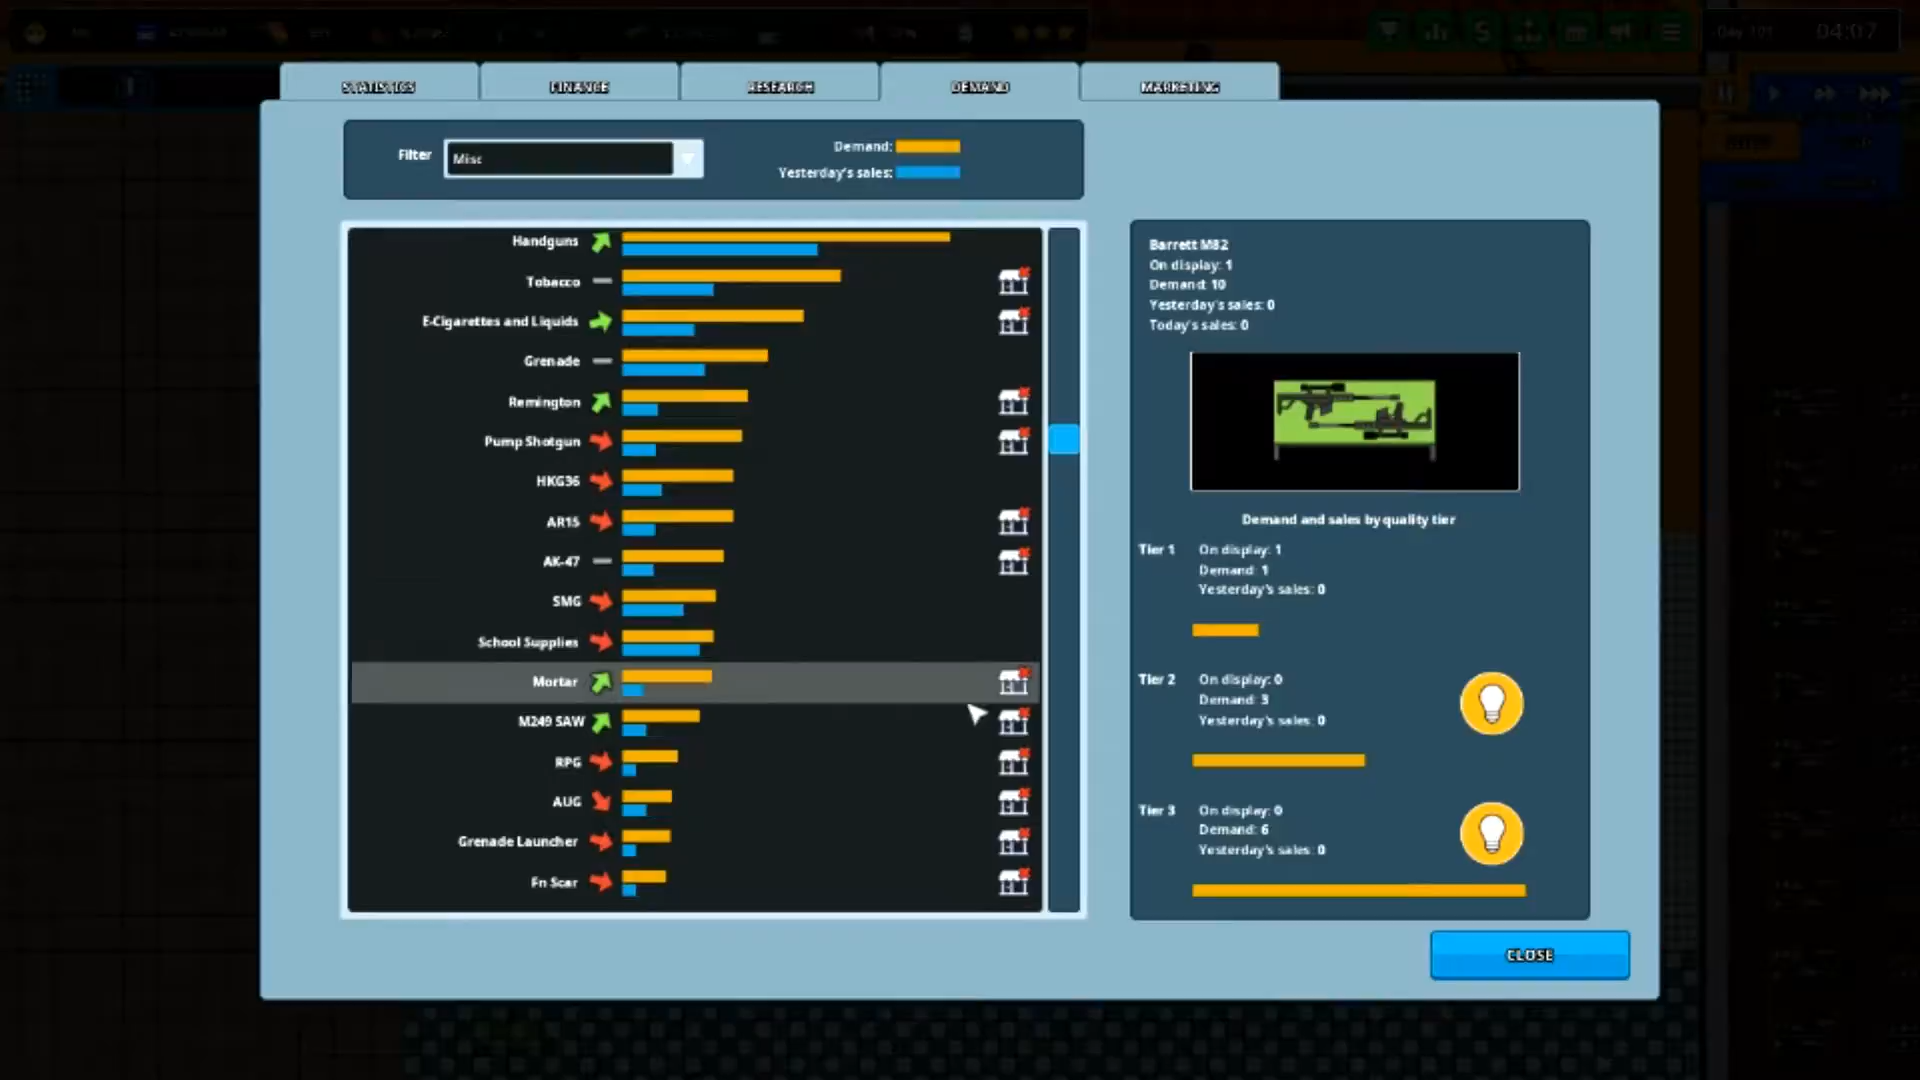 Day 101
04:07
STATISTICS
FINANCE
RESEARCH
DEMAND
MARKETING
Filter
Misc
Demand:
Yesterday's sales:
Handguns
Tobacco
E-Cigarettes and Liquids
Grenade
Remington
Pump Shotgun
HKG36
AR15
AK-47
SMG
School Supplies
Mortar
M249 SAW
RPG
AUG
Grenade Launcher
Fn Scar
Barrett M82
On display: 1
Demand: 10
Yesterday's sales: 0
Today's sales: 0
Demand and sales by quality tier
Tier 1
On display: 1
Demand: 1
Yesterday's sales: 0
Tier 2
On display: 0
Demand: 3
Yesterday's sales: 0
Tier 3
On display: 0
Demand: 6
Yesterday's sales: 0
CLOSE